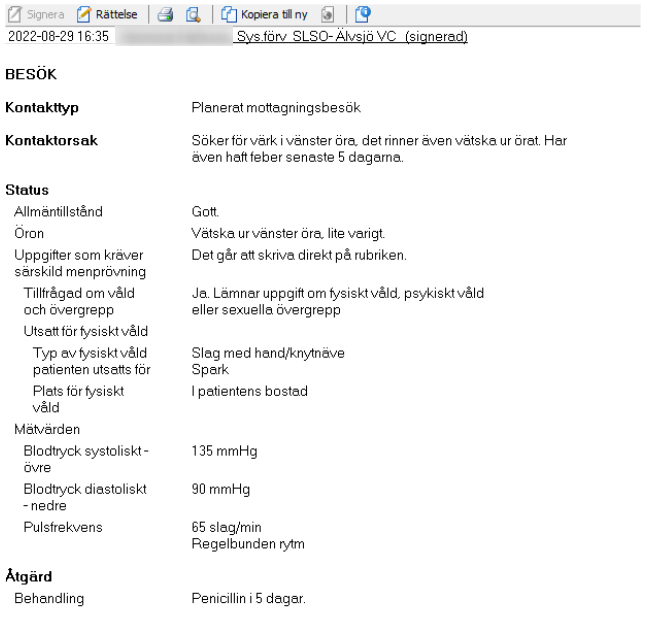 Signera Rättelse Kopiera till ny
2022-08-29 16:35 Sys.förv SLSO- Älvsjö VC (signerad)
BESÖK
Kontakttyp Planerat mottagningsbesök
Kontaktorsak Söker för värk i vänster öra, det rinner även vätska ur örat. Har
även haft feber senaste 5 dagarna.
Status
Allmäntillstånd Gott.
Öron Vätska ur vänster öra, lite varigt.
Uppgifter som kräver Det går att skriva direkt på rubriken.
särskild menprövning
Tillfrågad om våld Ja. Lämnar uppgift om fysiskt våld, psykiskt våld
och övergrepp eller sexuella övergrepp
Utsatt för fysiskt våld
Typ av fysiskt våld Slag med hand/knytnäve
patienten utsatts för Spark
Plats för fysiskt I patientens bostad
våld
Mätvärden
Blodtryck systoliskt - 135 mmHg
övre
Blodtryck diastoliskt 90 mmHg
- nedre
Pulsfrekvens 65 slag/min
Regelbunden rytm
Åtgärd
Behandling Penicillin i 5 dagar.